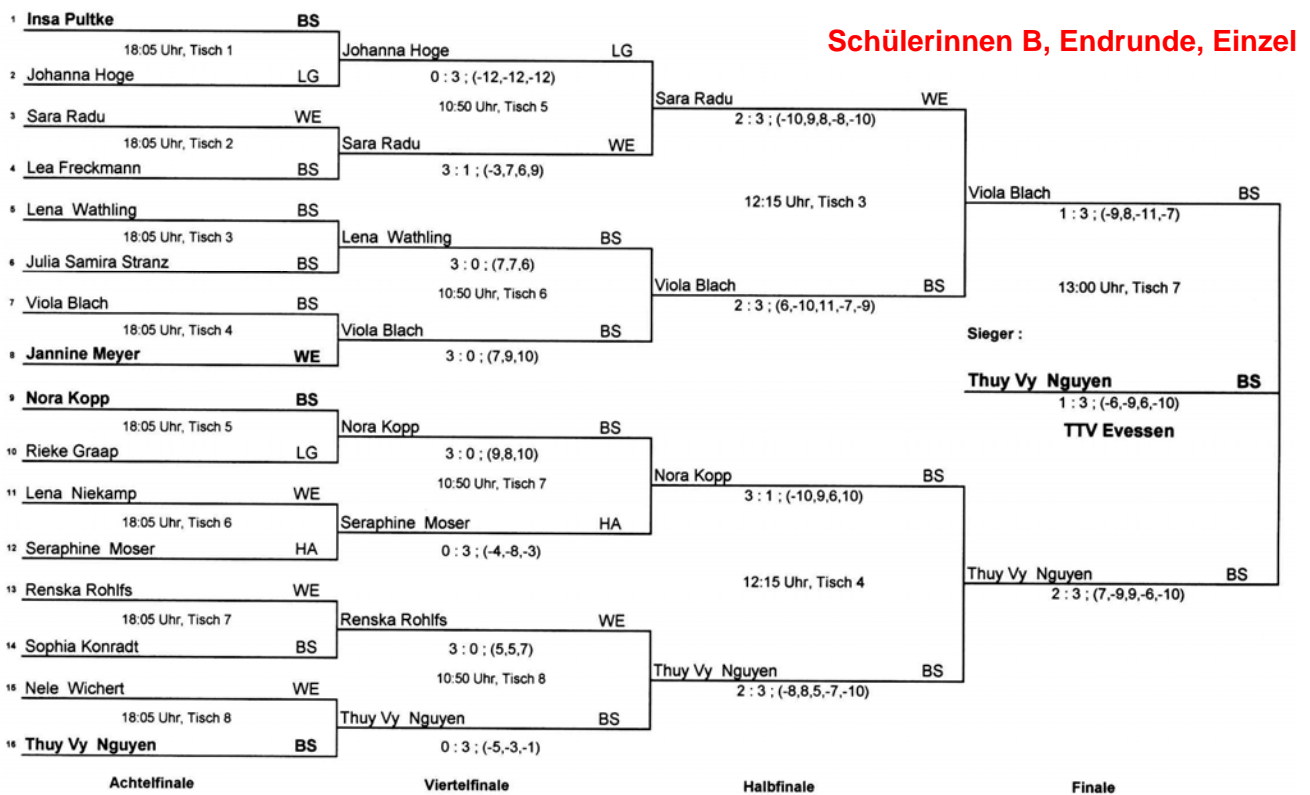 Schülerinnen B, Endrunde, Einzel
1 Insa Pultke BS
18:05 Uhr, Tisch 1
2 Johanna Hoge LG
3 Sara Radu WE
18:05 Uhr, Tisch 2
4 Lea Freckmann BS
5 Lena Wathling BS
18:05 Uhr, Tisch 3
6 Julia Samira Stranz BS
7 Viola Blach BS
18:05 Uhr, Tisch 4
8 Jannine Meyer WE
9 Nora Kopp BS
18:05 Uhr, Tisch 5
10 Rieke Graap LG
11 Lena Niekamp WE
18:05 Uhr, Tisch 6
12 Seraphine Moser HA
13 Renska Rohlfs WE
18:05 Uhr, Tisch 7
14 Sophia Konradt BS
15 Nele Wichert WE
18:05 Uhr, Tisch 8
16 Thuy Vy Nguyen BS
Achtelfinale
Johanna Hoge LG
0 : 3 ; (-12,-12,-12)
10:50 Uhr, Tisch 5
Sara Radu WE
3 : 1 ; (-3,7,6,9)
Lena Wathling BS
3 : 0 ; (7,7,6)
10:50 Uhr, Tisch 6
Viola Blach BS
3 : 0 ; (7,9,10)
Nora Kopp BS
3 : 0 ; (9,8,10)
10:50 Uhr, Tisch 7
Seraphine Moser HA
0 : 3 ; (-4,-8,-3)
Renska Rohlfs WE
3 : 0 ; (5,5,7)
10:50 Uhr, Tisch 8
Thuy Vy Nguyen BS
0 : 3 ; (-5,-3,-1)
Viertelfinale
Sara Radu WE
2 : 3 ; (-10,9,8,-8,-10)
12:15 Uhr, Tisch 3
Viola Blach BS
2 : 3 ; (6,-10,11,-7,-9)
Nora Kopp BS
3 : 1 ; (-10,9,6,10)
12:15 Uhr, Tisch 4
Thuy Vy Nguyen BS
2 : 3 ; (-8,8,5,-7,-10)
Halbfinale
Viola Blach BS
1 : 3 ; (-9,8,-11,-7)
13:00 Uhr, Tisch 7
Sieger :
Thuy Vy Nguyen BS
1 : 3 ; (-6,-9,6,-10)
TTV Evessen
Thuy Vy Nguyen BS
2 : 3 ; (7,-9,9,-6,-10)
Finale